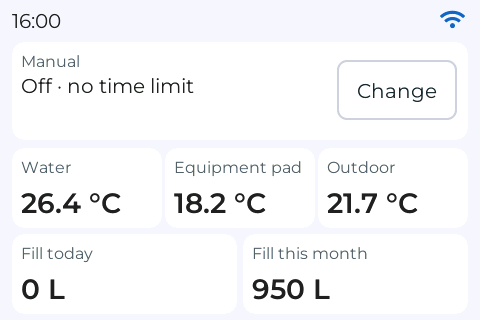 16:00
Manual
Off · no time limit
Change
Water
26.4 °C
Equipment pad
18.2 °C
Outdoor
21.7 °C
Fill today
0 L
Fill this month
950 L